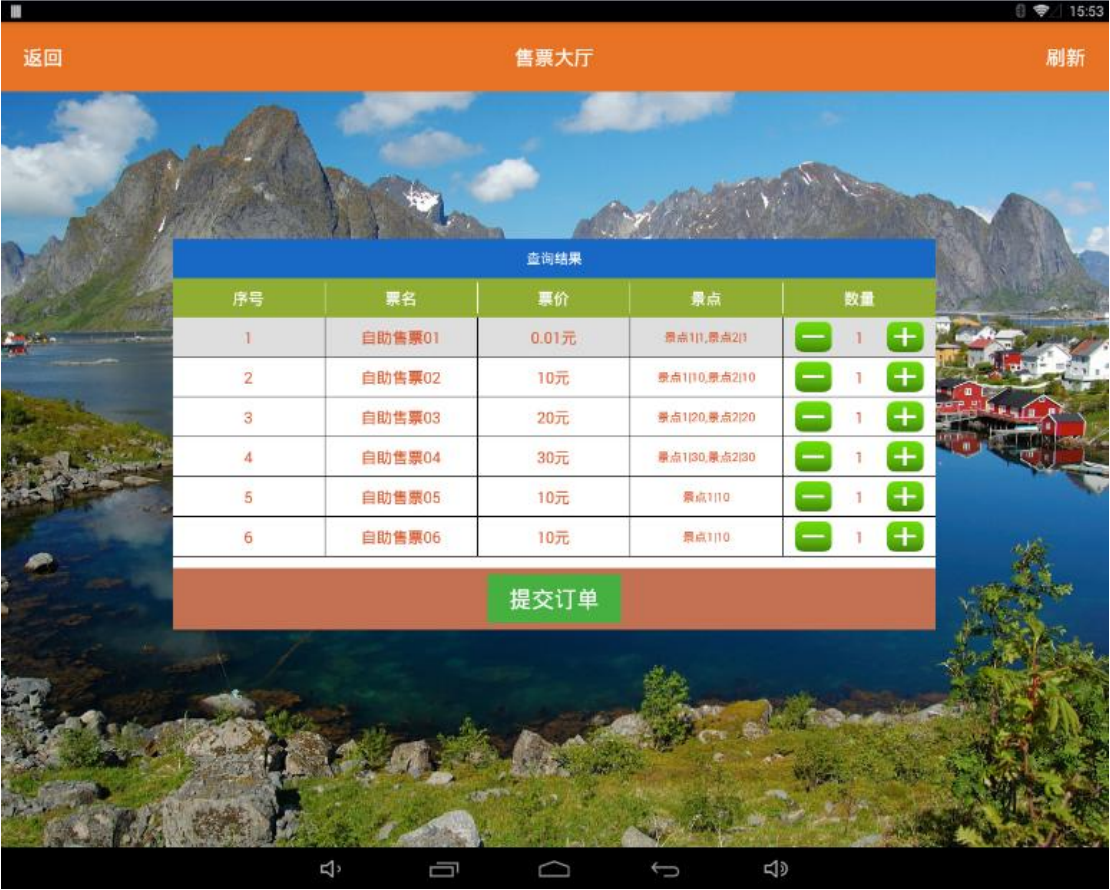 15:53
返回 售票大厅 刷新
查询结果
序号 票名 票价 景点 数量
1 自助售票01 0.01元 景点1|1,景点2|1 1
2 自助售票02 10元 景点1|10,景点2|10 1
3 自助售票03 20元 景点1|20,景点2|20 1
4 自助售票04 30元 景点1|30,景点2|30 1
5 自助售票05 10元 景点1|10 1
6 自助售票06 10元 景点1|10 1
提交订单